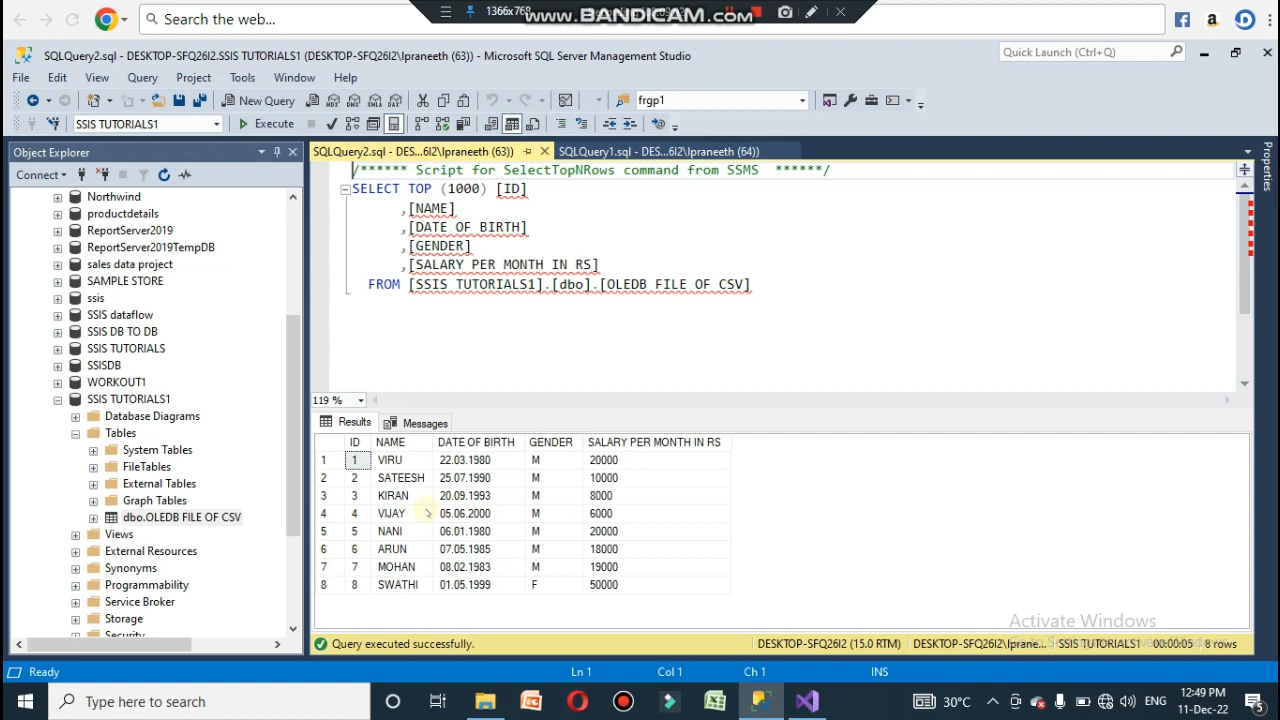 Search the web...
1366x768
www.BANDICAM.com
SQLQuery2.sql - DESKTOP-SFQ26I2.SSIS TUTORIALS1 (DESKTOP-SFQ26I2\Ipraneeth (63)) - Microsoft SQL Server Management Studio
Quick Launch (Ctrl+Q)
File Edit View Query Project Tools Window Help
New Query
MDX DMX XMLA DAX
frgp1
SSIS TUTORIALS1
Execute
Object Explorer
SQLQuery2.sql - DES...6I2\Ipraneeth (63))
SQLQuery1.sql - DES...6I2\Ipraneeth (64))
Properties
Connect
Northwind
productdetails
ReportServer2019
ReportServer2019TempDB
sales data project
SAMPLE STORE
ssis
SSIS dataflow
SSIS DB TO DB
SSIS TUTORIALS
SSISDB
WORKOUT1
SSIS TUTORIALS1
Database Diagrams
Tables
System Tables
FileTables
External Tables
Graph Tables
dbo.OLEDB FILE OF CSV
Views
External Resources
Synonyms
Programmability
Service Broker
Storage
Security
/****** Script for SelectTopNRows command from SSMS ******/
SELECT TOP (1000) [ID]
,[NAME]
,[DATE OF BIRTH]
,[GENDER]
,[SALARY PER MONTH IN RS]
FROM [SSIS TUTORIALS1].[dbo].[OLEDB FILE OF CSV]
119 %
Results Messages
ID NAME DATE OF BIRTH GENDER SALARY PER MONTH IN RS
1 1 VIRU 22.03.1980 M 20000
2 2 SATEESH 25.07.1990 M 10000
3 3 KIRAN 20.09.1993 M 8000
4 4 VIJAY 05.06.2000 M 6000
5 5 NANI 06.01.1980 M 20000
6 6 ARUN 07.05.1985 M 18000
7 7 MOHAN 08.02.1983 M 19000
8 8 SWATHI 01.05.1999 F 50000
Activate Windows
Query executed successfully.
DESKTOP-SFQ26I2 (15.0 RTM) DESKTOP-SFQ26I2\Iprane... SSIS TUTORIALS1 00:00:05 8 rows
Ready
Ln 1 Col 1 Ch 1 INS
Type here to search
30°C
ENG
12:49 PM
11-Dec-22
5